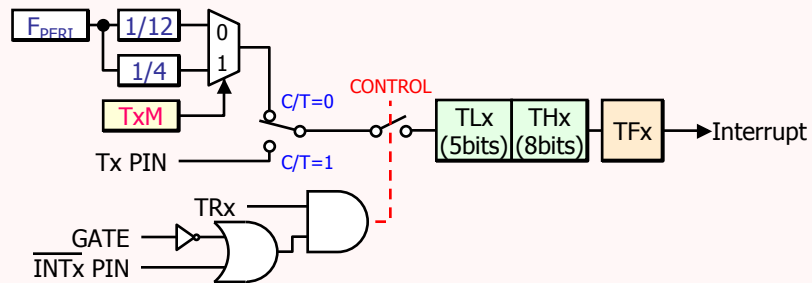 F_PERI
1/12
0
1/4
1
TxM
C/T=0
CONTROL
TLx
(5bits)
THx
(8bits)
TFx
Interrupt
Tx PIN
C/T=1
TRx
GATE
INTx PIN